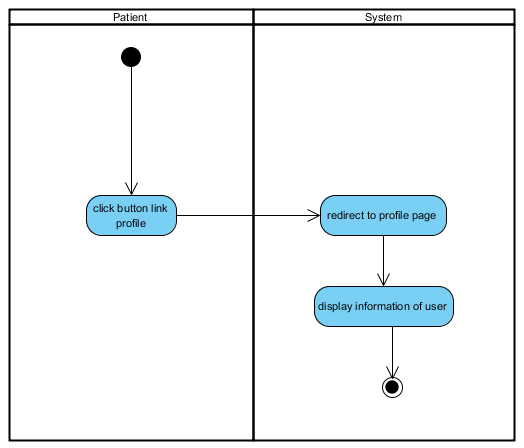 Patient
System
click button link
profile
redirect to profile page
display information of user